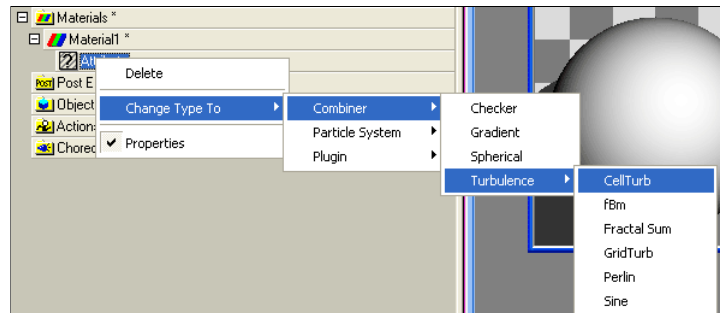 Materials *
Material1 *
Post E
Object
Action
Choreo
Delete
Change Type To
Properties
Combiner
Particle System
Plugin
Checker
Gradient
Spherical
Turbulence
CellTurb
fBm
Fractal Sum
GridTurb
Perlin
Sine